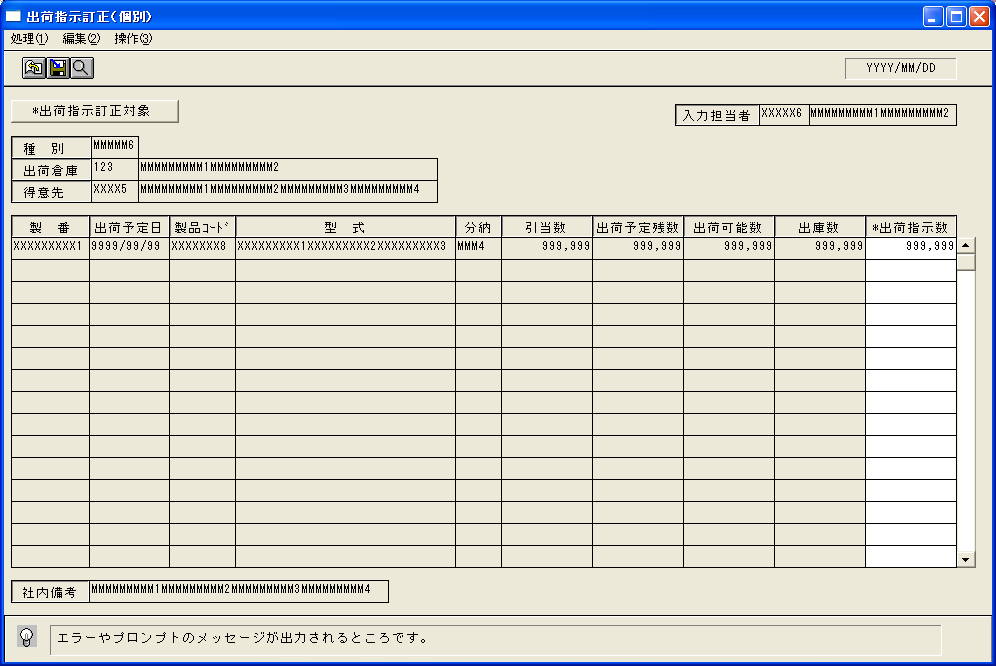 出荷指示訂正(個別)
処理(1) 編集(2) 操作(3)
YYYY/MM/DD
*出荷指示訂正対象
入力担当者 XXXXX6 MMMMMMMMM1MMMMMMMMM2
種 別 MMMMM6
出荷倉庫 123 MMMMMMMMM1MMMMMMMMM2
得意先 XXXX5 MMMMMMMMM1MMMMMMMMM2MMMMMMMMM3MMMMMMMMM4
製 番 出荷予定日 製品コード 型 式 分納 引当数 出荷予定残数 出荷可能数 出庫数 *出荷指示数
XXXXXXXXX1 9999/99/99 XXXXXXX8 XXXXXXXXX1XXXXXXXXX2XXXXXXXXX3 MMM4 999,999 999,999 999,999 999,999 999,999
社内備考 MMMMMMMMM1MMMMMMMMM2MMMMMMMMM3MMMMMMMMM4
エラーやプロンプトのメッセージが出力されるところです。